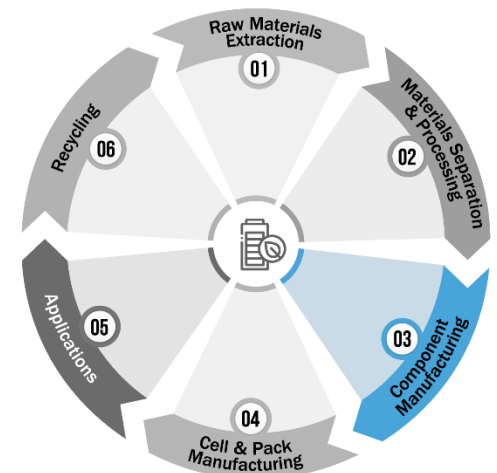 Raw Materials
Extraction
01
Materials Separation
& Processing
02
Component
Manufacturing
03
Cell & Pack
Manufacturing
04
Applications
05
Recycling
06